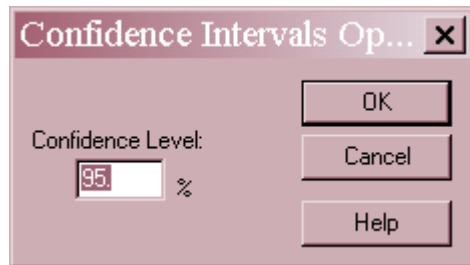 Confidence Intervals Op...
OK
Confidence Level:
Cancel
95. %
Help